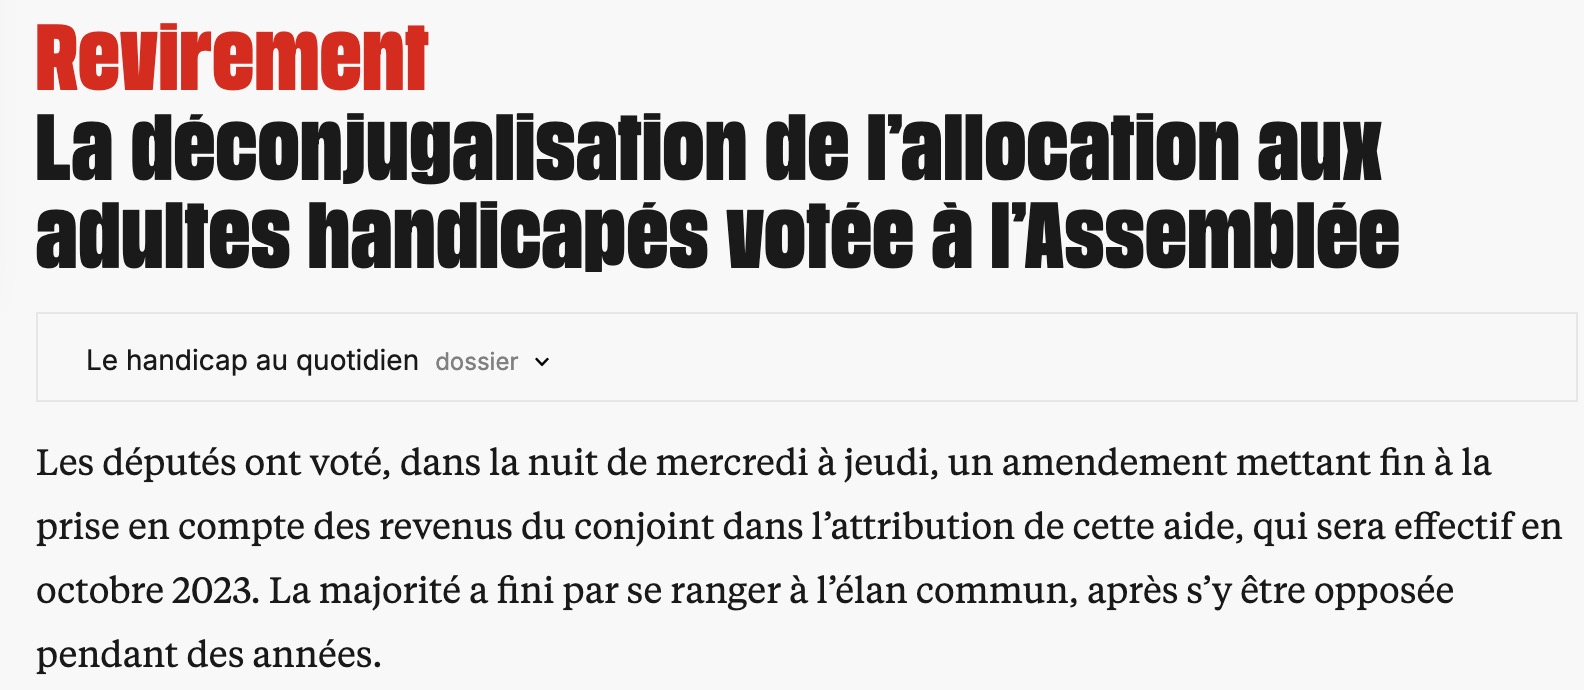 Revirement
La déconjugalisation de l’allocation aux
adultes handicapés votée à l’Assemblée
Le handicap au quotidien dossier
Les députés ont voté, dans la nuit de mercredi à jeudi, un amendement mettant fin à la
prise en compte des revenus du conjoint dans l’attribution de cette aide, qui sera effectif en
octobre 2023. La majorité a fini par se ranger à l’élan commun, après s’y être opposée
pendant des années.